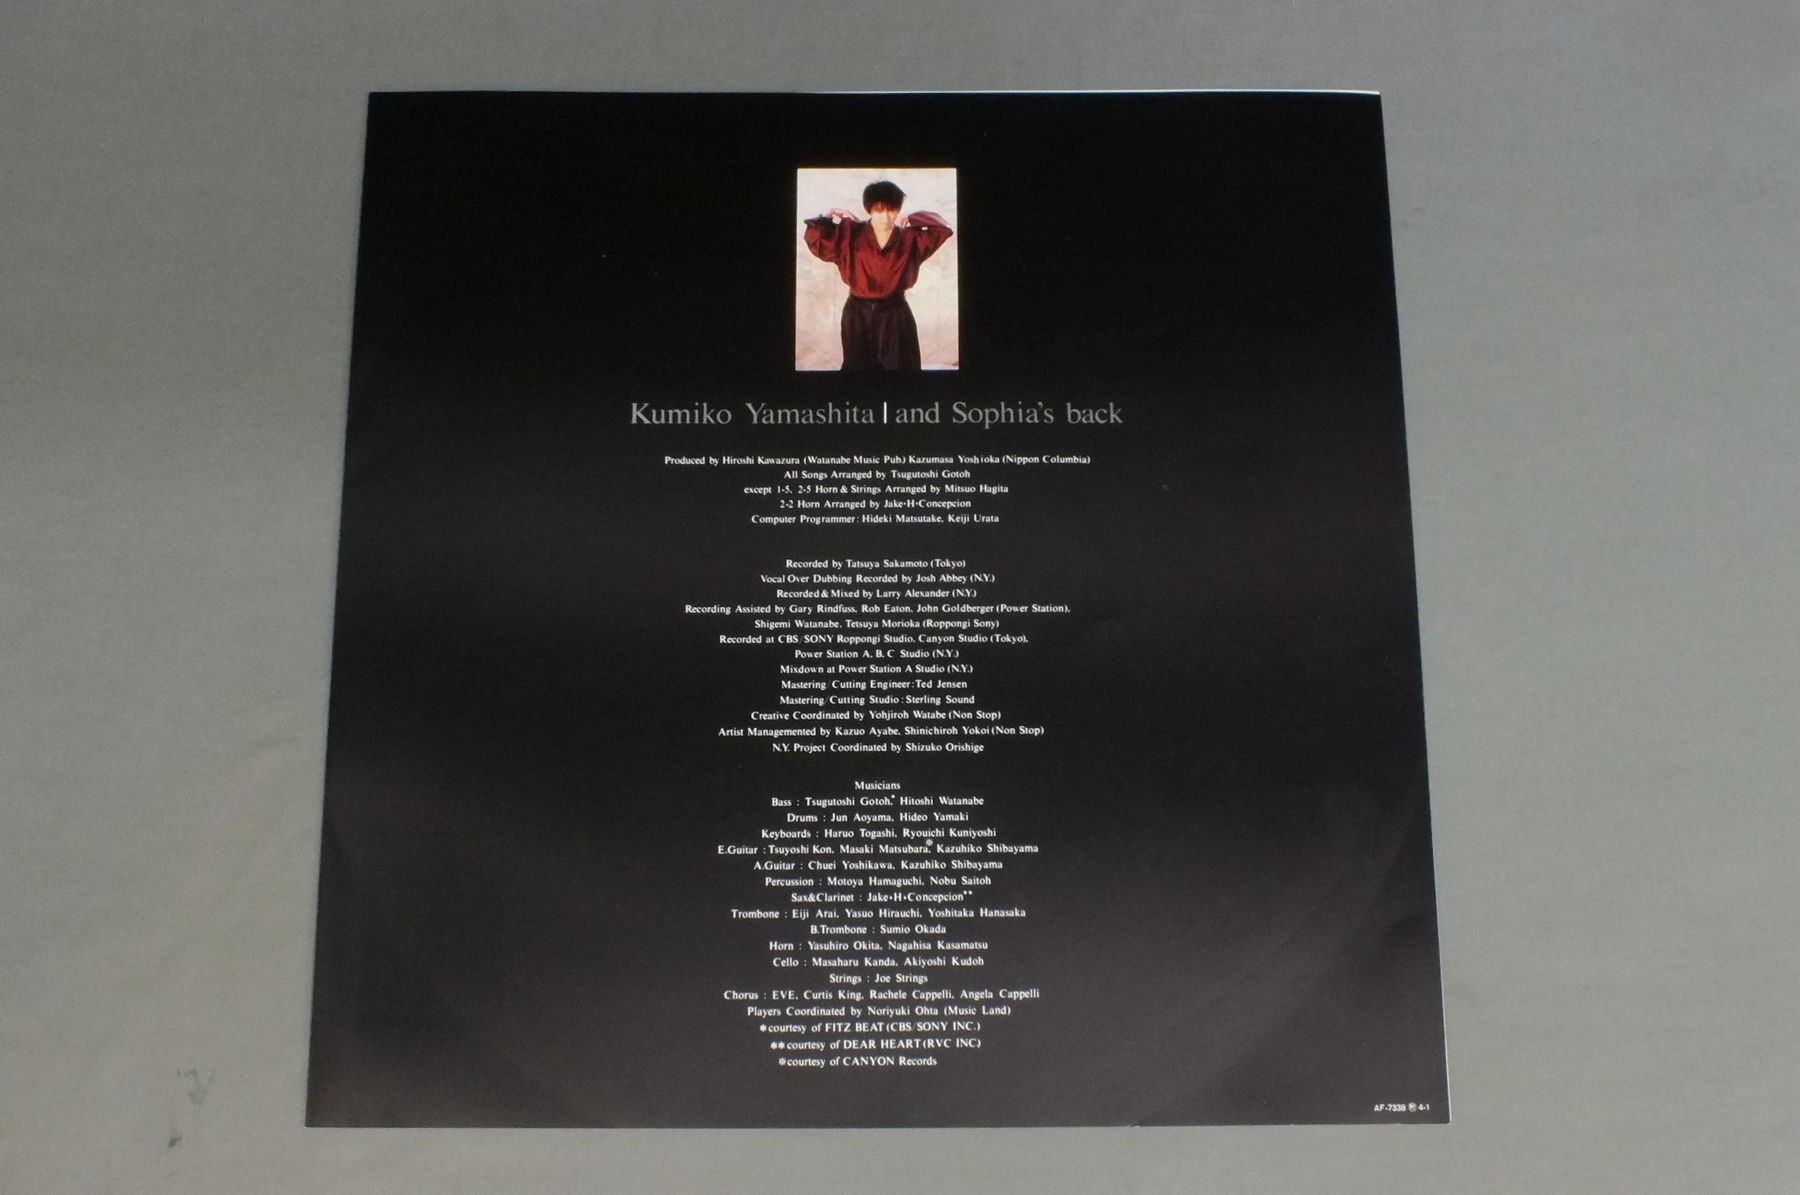 Kumiko Yamashita | and Sophia's back
Produced by Hiroshi Kawazura (Watanabe Music Pub.) Kazumasa Yoshioka (Nippon Columbia)
All Songs Arranged by Tsugutoshi Gotoh
except 1-5, 2-5 Horn & Strings Arranged by Mitsuo Hagita
2-2 Horn Arranged by Jake・H・Concepcion
Computer Programmer: Hideki Matsutake, Keiji Urata
Recorded by Tatsuya Sakamoto (Tokyo)
Vocal Over Dubbing Recorded by Josh Abbey (N.Y.)
Recorded & Mixed by Larry Alexander (N.Y.)
Recording Assisted by Gary Rindfuss, Rob Eaton, John Goldberger (Power Station),
Shigemi Watanabe, Tetsuya Morioka (Roppongi Sony)
Recorded at CBS/SONY Roppongi Studio, Canyon Studio (Tokyo),
Power Station A, B, C Studio (N.Y.)
Mixdown at Power Station A Studio (N.Y.)
Mastering/Cutting Engineer: Ted Jensen
Mastering/Cutting Studio: Sterling Sound
Creative Coordinated by Yohjiroh Watabe (Non Stop)
Artist Managemented by Kazuo Ayabe, Shinichiroh Yokoi (Non Stop)
N.Y. Project Coordinated by Shizuko Orishige
Musicians
Bass : Tsugutoshi Gotoh,* Hitoshi Watanabe
Drums : Jun Aoyama, Hideo Yamaki
Keyboards : Haruo Togashi, Ryouichi Kuniyoshi
E.Guitar : Tsuyoshi Kon, Masaki Matsubara,※ Kazuhiko Shibayama
A.Guitar : Chuei Yoshikawa, Kazuhiko Shibayama
Percussion : Motoya Hamaguchi, Nobu Saitoh
Sax&Clarinet : Jake・H・Concepcion**
Trombone : Eiji Arai, Yasuo Hirauchi, Yoshitaka Hanasaka
B.Trombone : Sumio Okada
Horn : Yasuhiro Okita, Nagahisa Kasamatsu
Cello : Masaharu Kanda, Akiyoshi Kudoh
Strings : Joe Strings
Chorus : EVE, Curtis King, Rachele Cappelli, Angela Cappelli
Players Coordinated by Noriyuki Ohta (Music Land)
*courtesy of FITZ BEAT (CBS/SONY INC.)
**courtesy of DEAR HEART (RVC INC)
※courtesy of CANYON Records
AF-7338 4-1